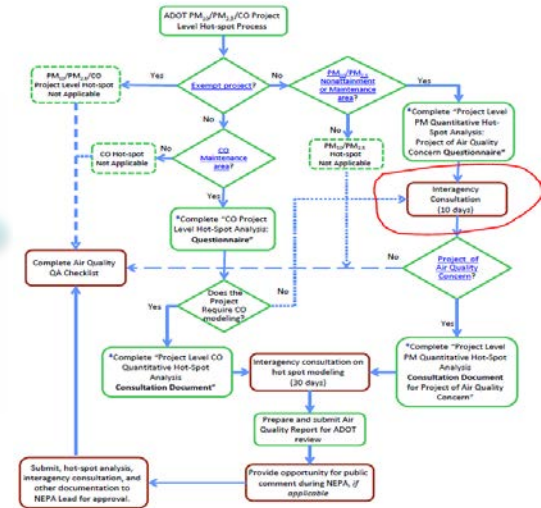 ADOT PM10/PM2.5/CO Project
Level Hot-spot Process
PM10/PM2.5/CO
Project Level Hot-spot
Not Applicable
Yes
Exempt project?
No
PM10/PM2.5
Nonattainment
or Maintenance
area?
Yes
*Complete "Project Level
PM Quantitative Hot-
Spot Analysis:
Project of Air Quality
Concern Questionnaire"
No
CO Hot-spot
Not Applicable
No
CO
Maintenance
area?
No
PM10/PM2.5
Hot-spot
Not Applicable
Interagency
Consultation
(10 days)
Yes
*Complete "CO Project
Level Hot-Spot Analysis:
Questionnaire"
Complete Air Quality
QA Checklist
No
Project of
Air Quality
Concern?
Does the
Project
Require CO
modeling?
No
Yes
Yes
*Complete "Project Level CO
Quantitative Hot-Spot
Analysis
Consultation Document"
Interagency consultation on
hot spot modeling
(30 days)
*Complete "Project Level
PM Quantitative Hot-Spot
Analysis
Consultation Document
for Project of Air Quality
Concern"
Prepare and submit Air
Quality Report for ADOT
review
Submit, hot-spot analysis,
interagency consultation, and
other documentation to
NEPA Lead for approval.
Provide opportunity for public
comment during NEPA, if
applicable